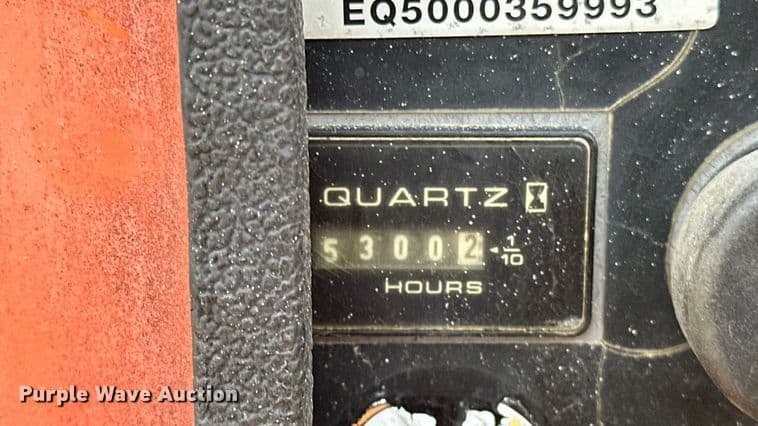 EQ5000359993
QUARTZ
53002 1/10
HOURS
Purple Wave Auction